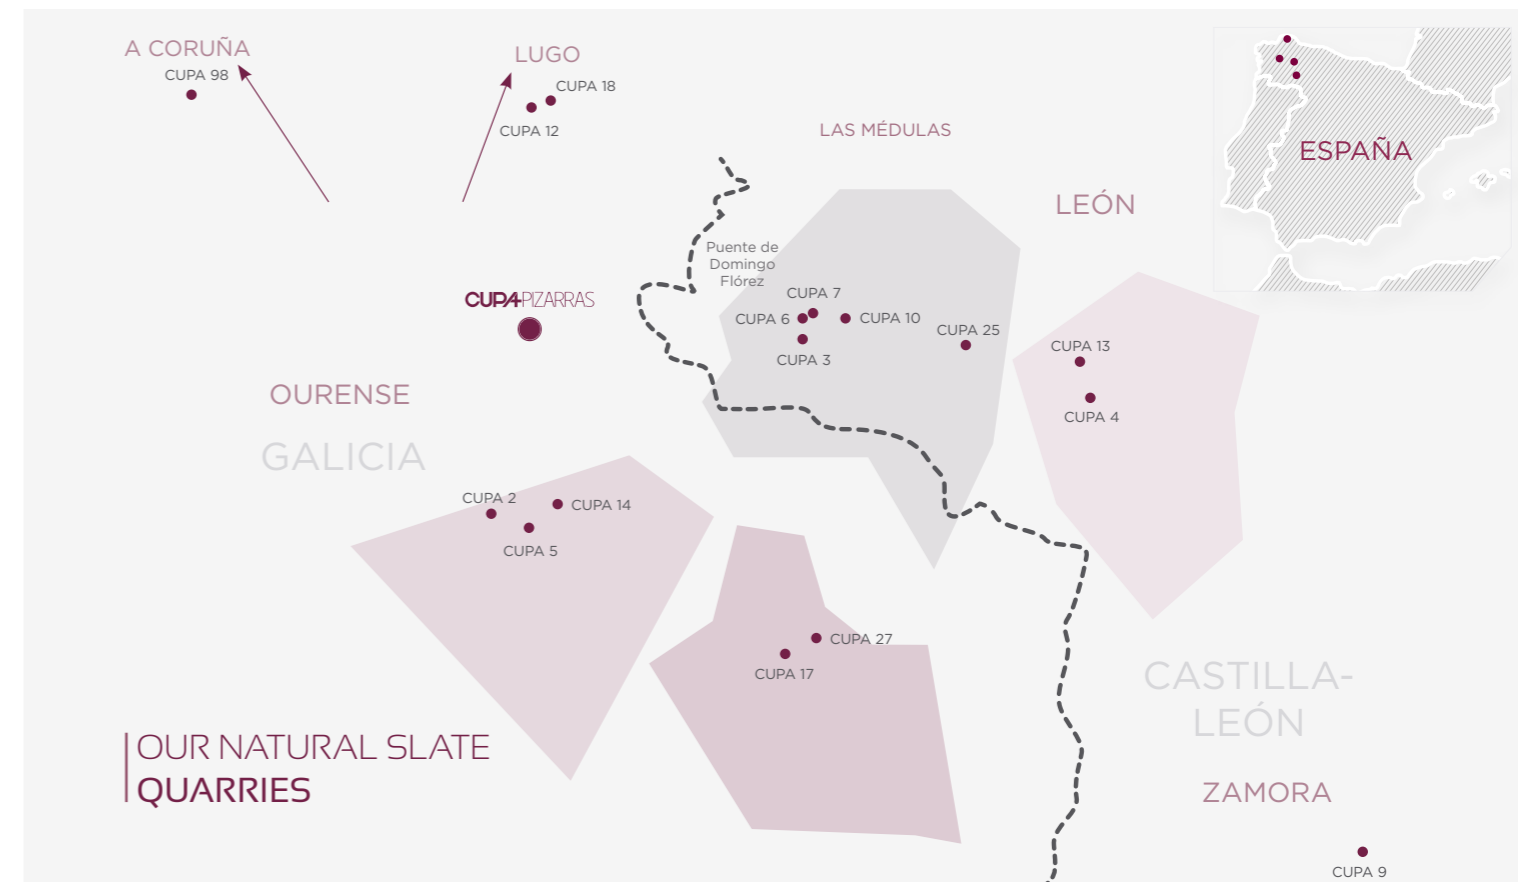 A CORUÑA
CUPA 98
LUGO
CUPA 18
CUPA 12
LAS MÉDULAS
LEÓN
ESPAÑA
Puente de
Domingo
Flórez
CUPA 7
CUPA 6
CUPA 10
CUPA 3
CUPA 25
CUPA 13
CUPA 4
CUPA PIZARRAS
OURENSE
GALICIA
CUPA 2
CUPA 14
CUPA 5
CUPA 27
CUPA 17
CASTILLA-
LEÓN
ZAMORA
CUPA 9
OUR NATURAL SLATE
QUARRIES